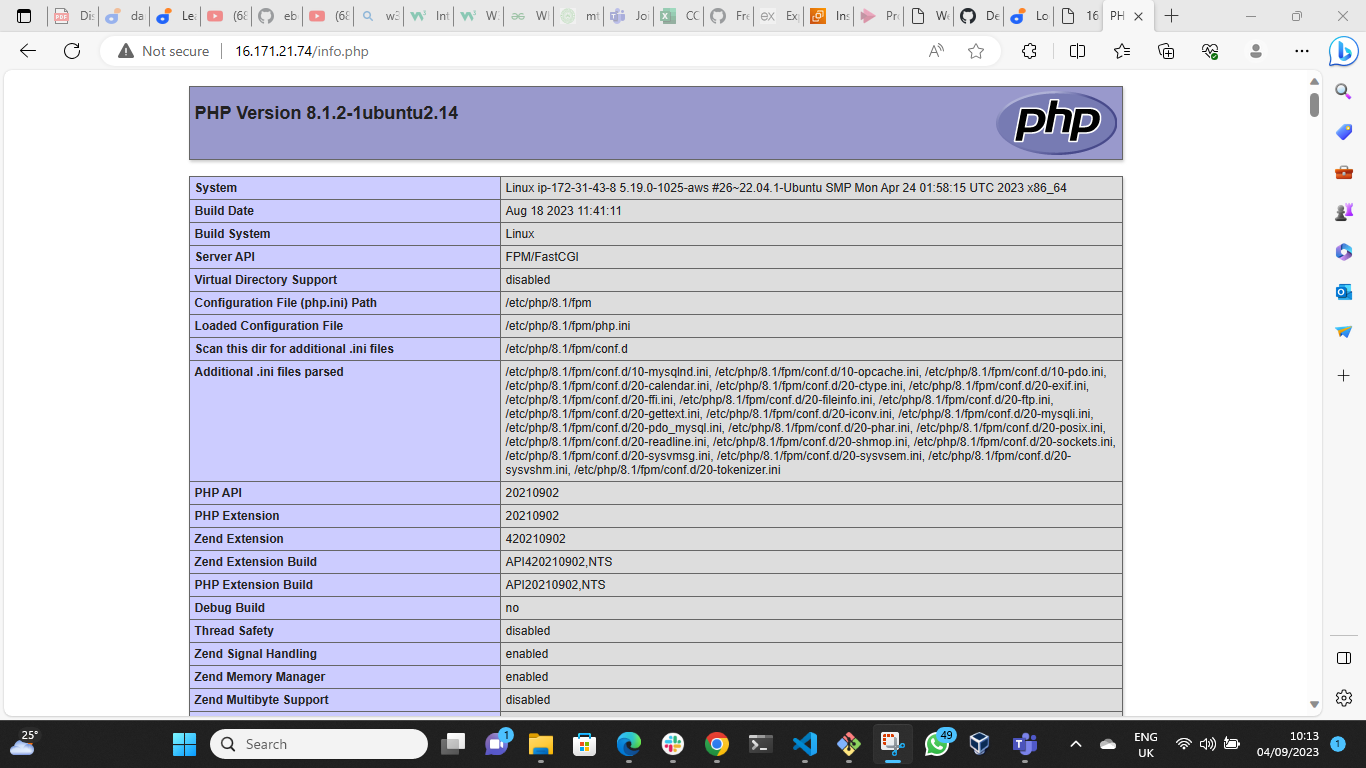 Di
da
Le
(68
eb
(68
w3
Int
W
Wl
mt
Joi
CC
Fre
Ex
Ins
Pro
We
De
Lo
16
PH
Not secure
16.171.21.74/info.php
PHP Version 8.1.2-1ubuntu2.14
php
System Linux ip-172-31-43-8 5.19.0-1025-aws #26~22.04.1-Ubuntu SMP Mon Apr 24 01:58:15 UTC 2023 x86_64
Build Date Aug 18 2023 11:41:11
Build System Linux
Server API FPM/FastCGI
Virtual Directory Support disabled
Configuration File (php.ini) Path /etc/php/8.1/fpm
Loaded Configuration File /etc/php/8.1/fpm/php.ini
Scan this dir for additional .ini files /etc/php/8.1/fpm/conf.d
Additional .ini files parsed /etc/php/8.1/fpm/conf.d/10-mysqlnd.ini, /etc/php/8.1/fpm/conf.d/10-opcache.ini, /etc/php/8.1/fpm/conf.d/10-pdo.ini,
/etc/php/8.1/fpm/conf.d/20-calendar.ini, /etc/php/8.1/fpm/conf.d/20-ctype.ini, /etc/php/8.1/fpm/conf.d/20-exif.ini,
/etc/php/8.1/fpm/conf.d/20-ffi.ini, /etc/php/8.1/fpm/conf.d/20-fileinfo.ini, /etc/php/8.1/fpm/conf.d/20-ftp.ini,
/etc/php/8.1/fpm/conf.d/20-gettext.ini, /etc/php/8.1/fpm/conf.d/20-iconv.ini, /etc/php/8.1/fpm/conf.d/20-mysqli.ini,
/etc/php/8.1/fpm/conf.d/20-pdo_mysql.ini, /etc/php/8.1/fpm/conf.d/20-phar.ini, /etc/php/8.1/fpm/conf.d/20-posix.ini,
/etc/php/8.1/fpm/conf.d/20-readline.ini, /etc/php/8.1/fpm/conf.d/20-shmop.ini, /etc/php/8.1/fpm/conf.d/20-sockets.ini,
/etc/php/8.1/fpm/conf.d/20-sysvmsg.ini, /etc/php/8.1/fpm/conf.d/20-sysvsem.ini, /etc/php/8.1/fpm/conf.d/20-
sysvshm.ini, /etc/php/8.1/fpm/conf.d/20-tokenizer.ini
PHP API 20210902
PHP Extension 20210902
Zend Extension 420210902
Zend Extension Build API420210902,NTS
PHP Extension Build API20210902,NTS
Debug Build no
Thread Safety disabled
Zend Signal Handling enabled
Zend Memory Manager enabled
Zend Multibyte Support disabled
25°
Search
1
49
ENG
UK
10:13
04/09/2023
1